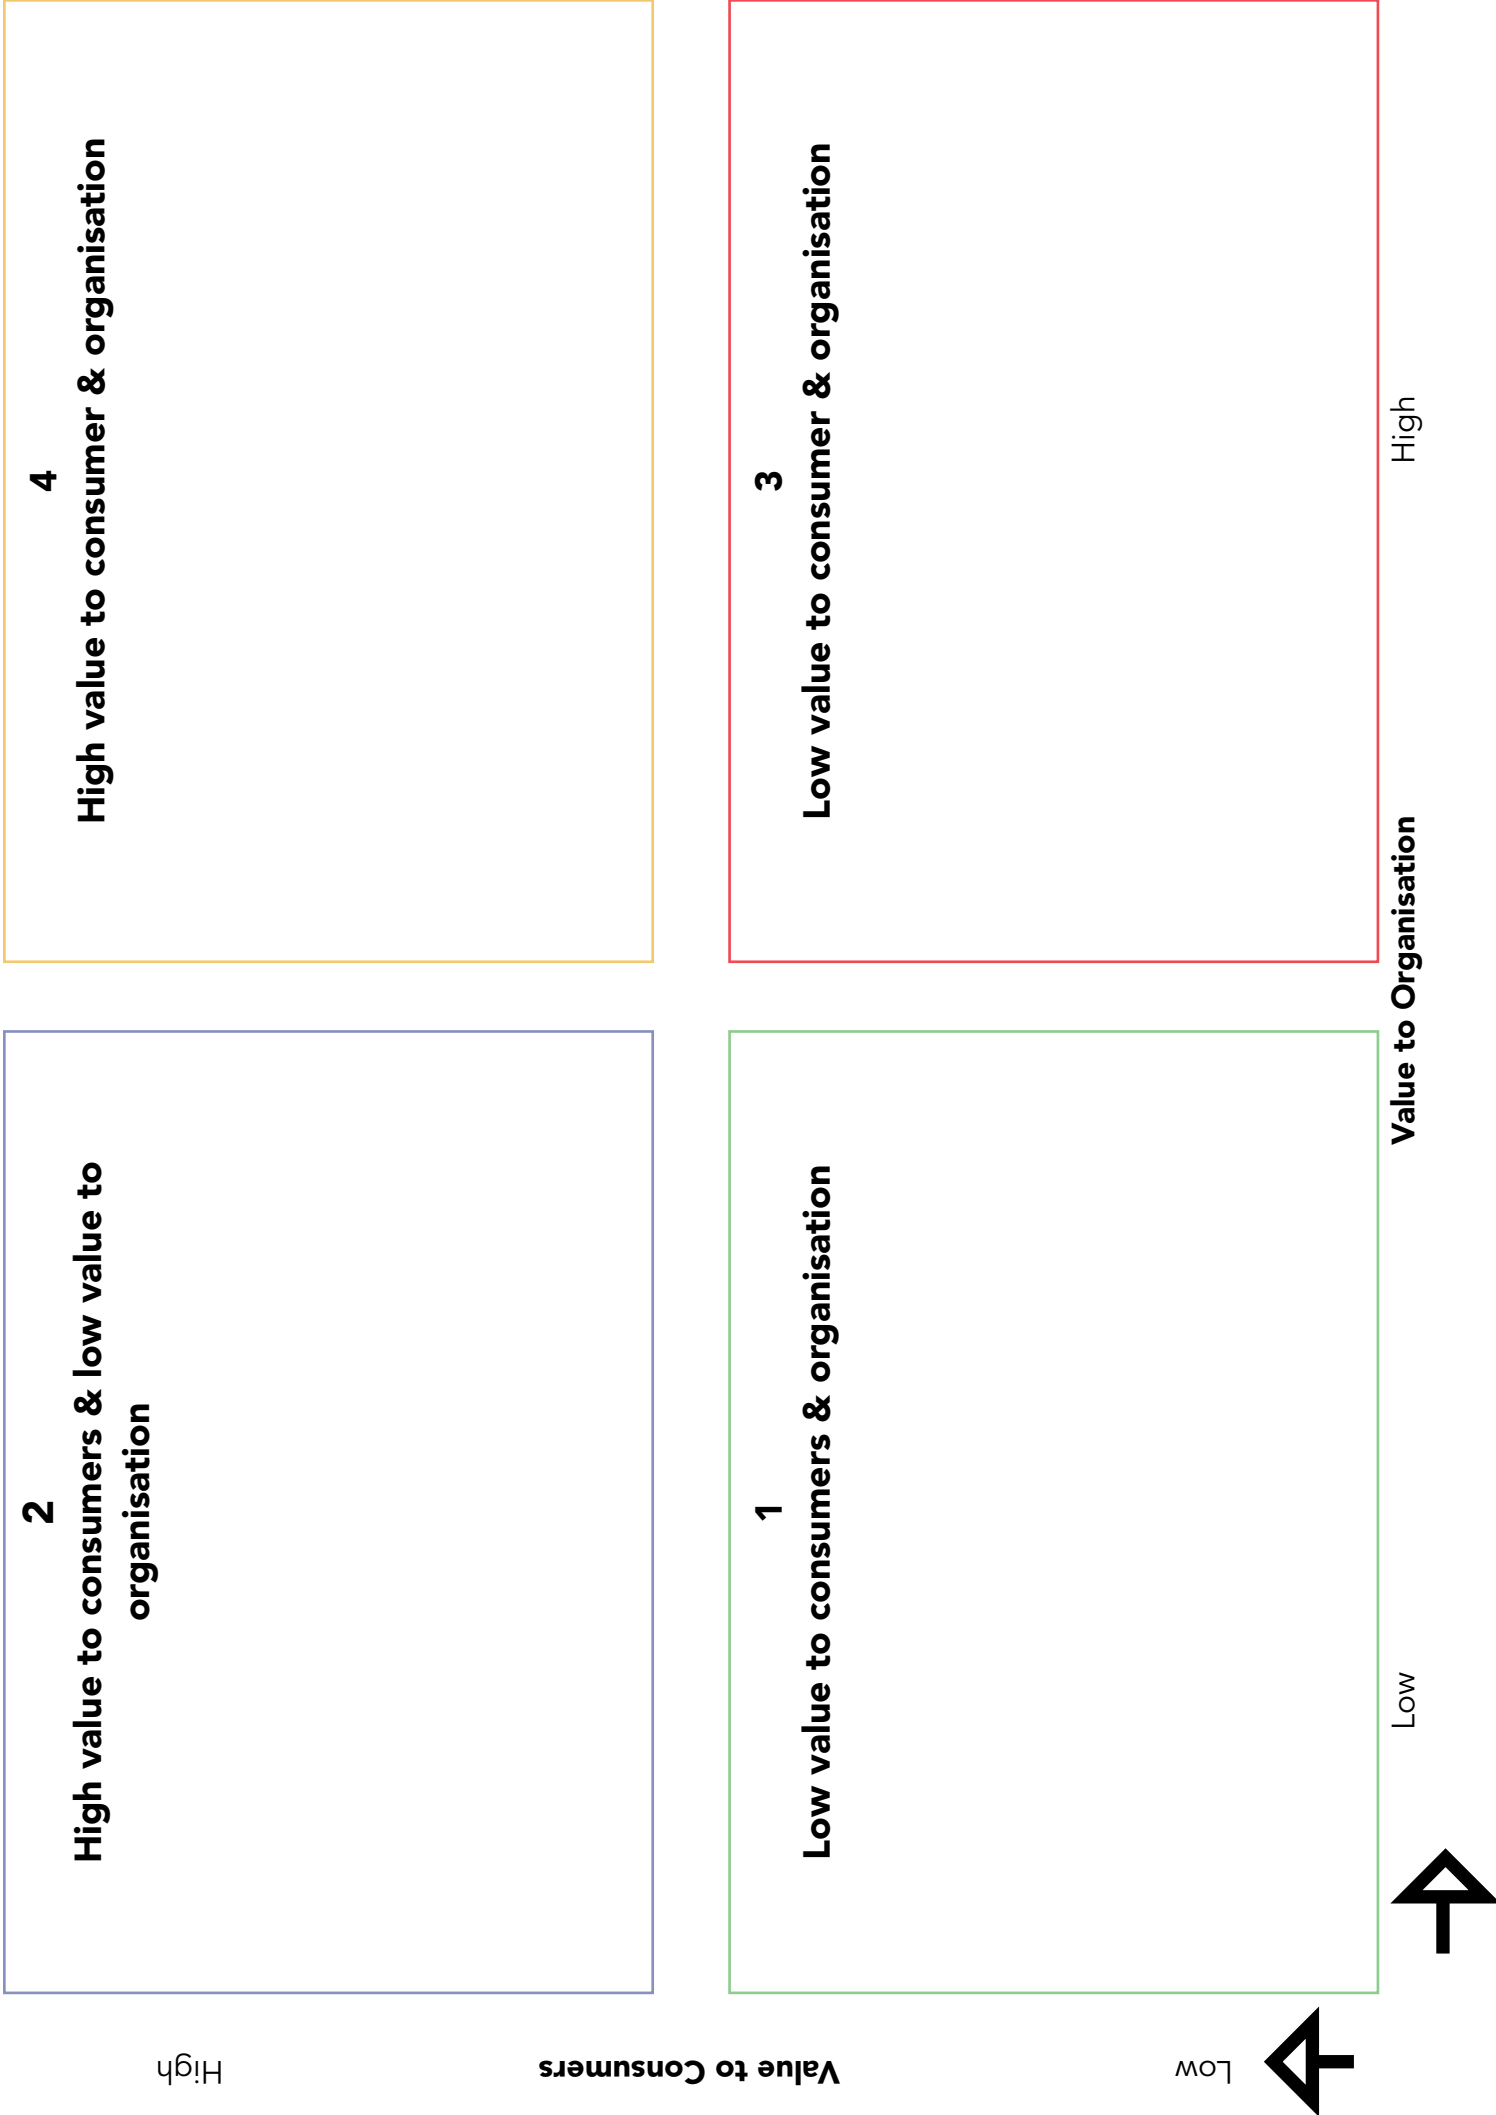 2
High value to consumers & low value to
organisation
4
High value to consumer & organisation
1
Low value to consumers & organisation
3
Low value to consumer & organisation
High
Value to Consumers
Low
Low
Value to Organisation
High